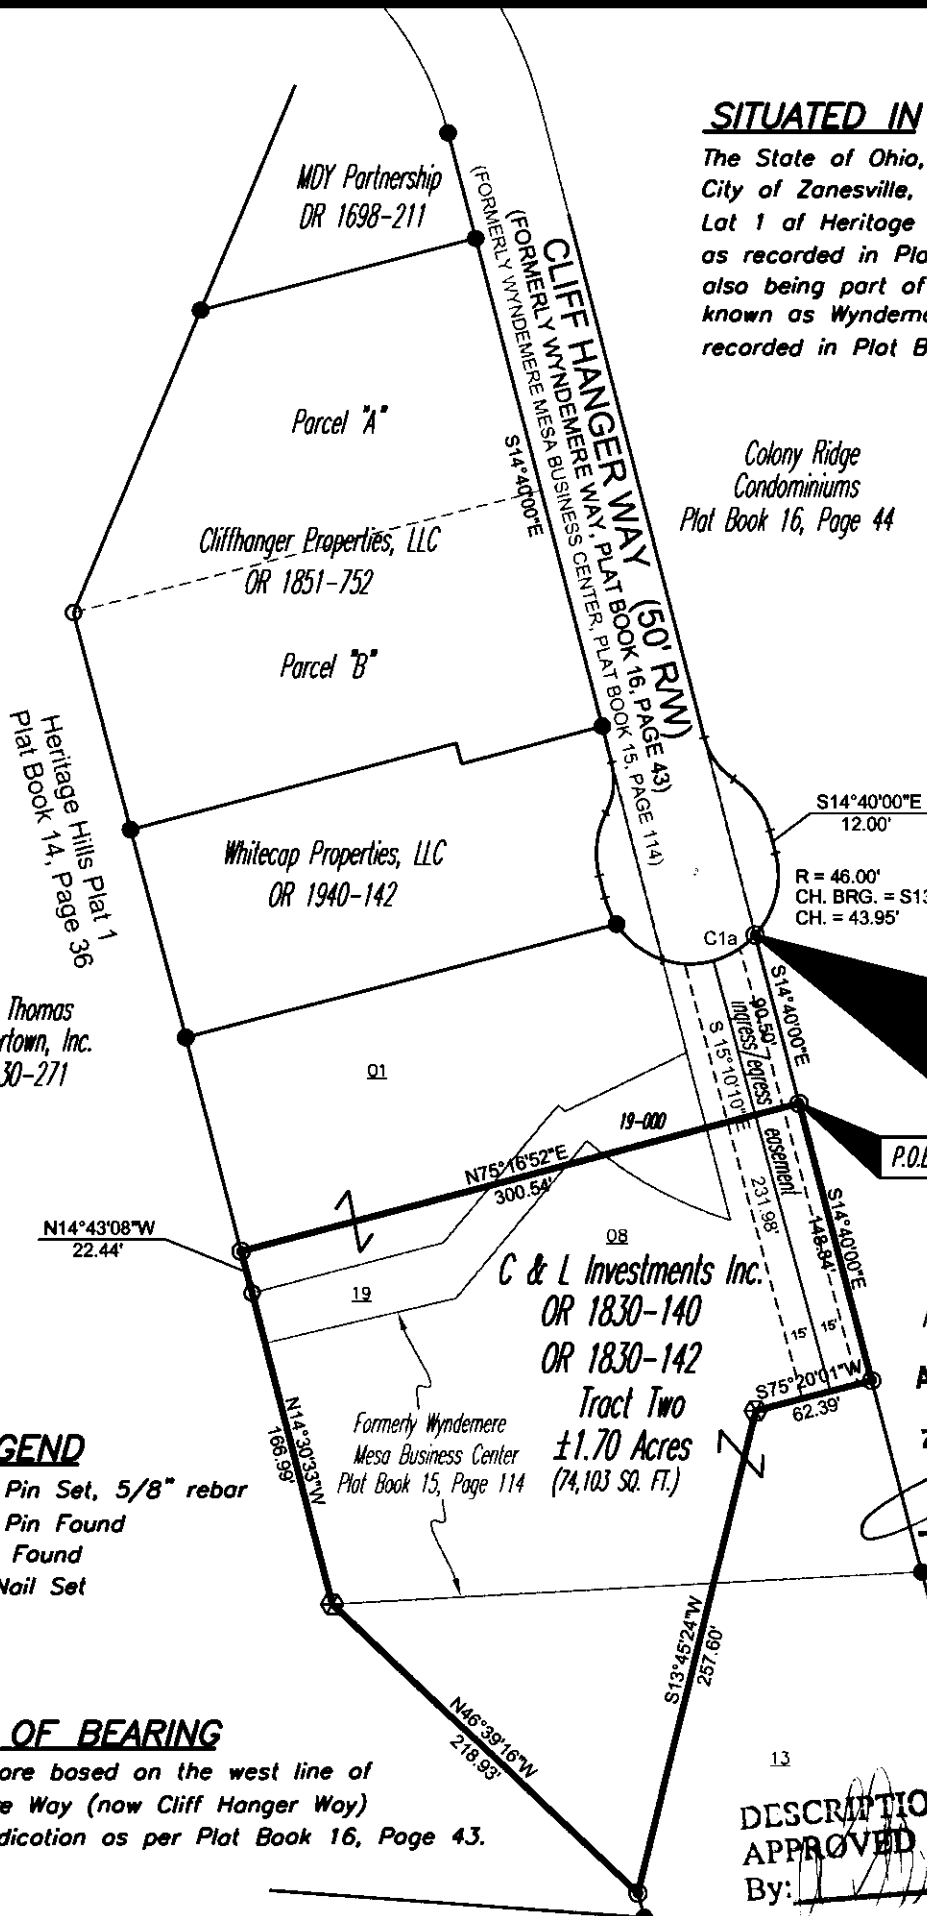 SITUATED IN
The State of Ohio,
City of Zanesville,
Lat 1 af Heritage
as recorded in Pla
also being part of
known as Wyndeme
recorded in Plot B
MDY Partnership
DR 1698-211
CLIFF HANGER WAY (50' R/W)
(FORMERLY WYNDEMERE WAY, PLAT BOOK 16, PAGE 43)
(FORMERLY WYNDEMERE MESA BUSINESS CENTER, PLAT BOOK 15, PAGE 114)
S14°40'00"E
Parcel "A"
Colony Ridge
Condominiums
Plat Book 16, Page 44
Cliffhanger Properties, LLC
OR 1851-752
Parcel "B"
Heritage Hills Plat 1
Plat Book 14, Page 36
S14°40'00"E
12.00'
Whitecap Properties, LLC
OR 1940-142
R = 46.00'
CH. BRG. = S13
CH. = 43.95'
C1a
S14°40'00"E
90.50'
ingress/egress
easement
S 15°10'10"E
231.98'
Thomas
rtown, Inc.
30-271
01
19-000
P.O.B
N75°16'52"E
300.54'
S14°40'00"E
148.84'
N14°43'08"W
22.44'
08
19
C & L Investments Inc.
OR 1830-140
OR 1830-142
Tract Two
±1.70 Acres
(74,103 SQ. FT.)
15'
15'
S75°20'01"W
62.39'
N14°30'33"W
166.99'
Formerly Wyndemere
Mesa Business Center
Plat Book 15, Page 114
GEND
Pin Set, 5/8" rebar
Pin Found
Found
Nail Set
S13°45'24"W
257.60'
N46°39'16"W
218.93'
OF BEARING
are based on the west line of
e Way (now Cliff Hanger Way)
dication as per Plat Book 16, Page 43.
13
DESCRIPTIO
APPROVED
By: